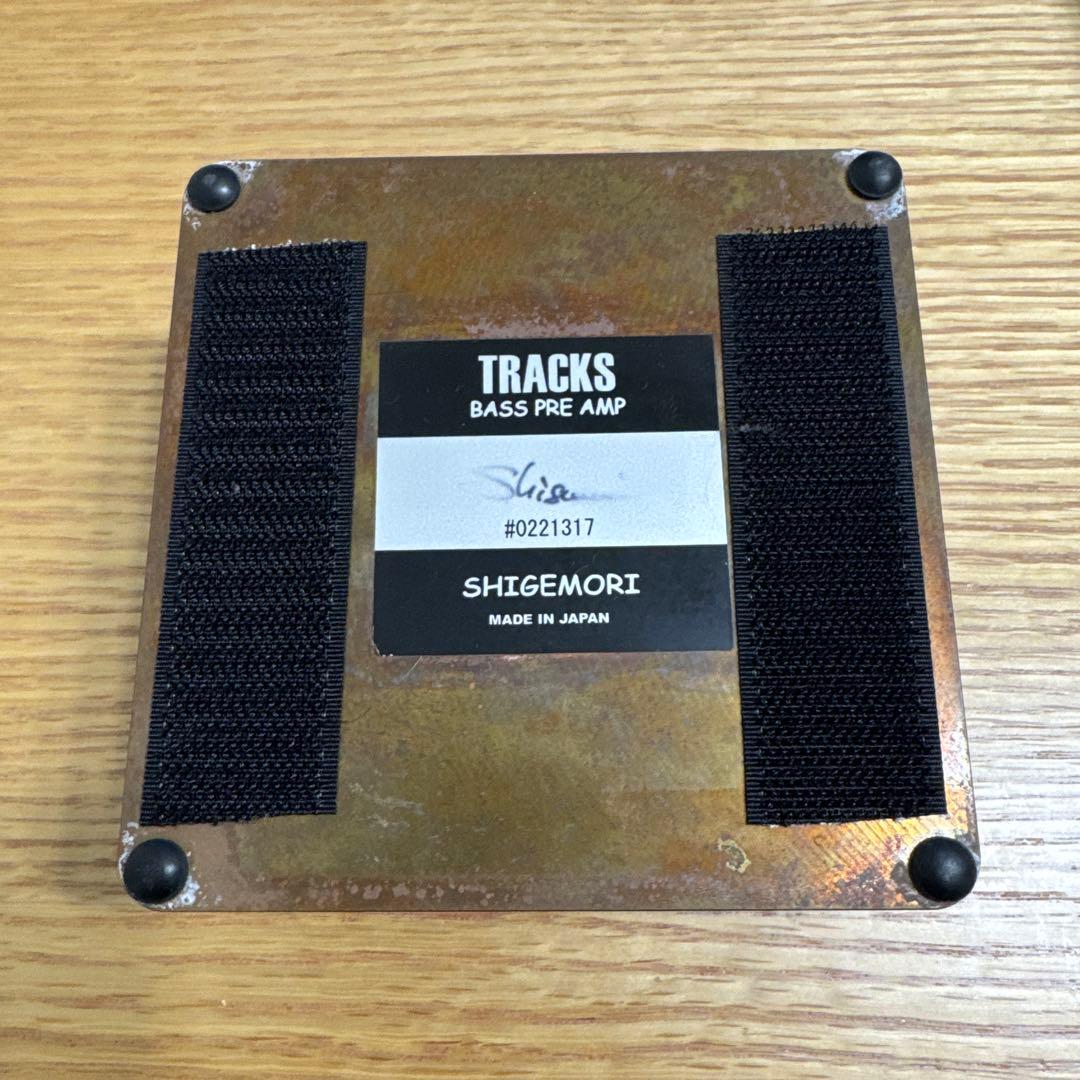 TRACKS
BASS PRE AMP
#0221317
SHIGEMORI
MADE IN JAPAN